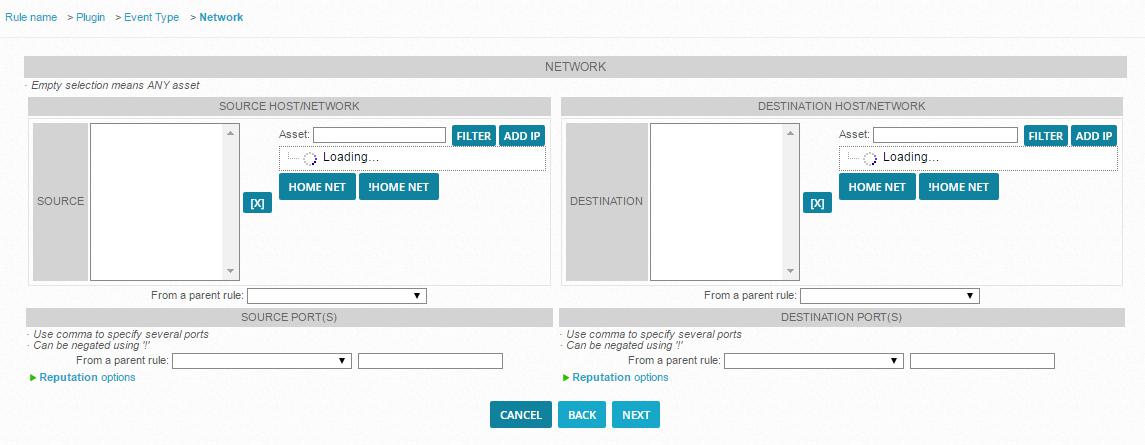 Rule name > Plugin > Event Type > Network
NETWORK
· Empty selection means ANY asset
SOURCE HOST/NETWORK
SOURCE
Asset: FILTER ADD IP
Loading...
HOME NET !HOME NET
[X]
From a parent rule:
DESTINATION HOST/NETWORK
DESTINATION
Asset: FILTER ADD IP
Loading...
HOME NET !HOME NET
[X]
From a parent rule:
SOURCE PORT(S)
· Use comma to specify several ports
· Can be negated using '!'
From a parent rule:
Reputation options
DESTINATION PORT(S)
· Use comma to specify several ports
· Can be negated using '!'
From a parent rule:
Reputation options
CANCEL BACK NEXT